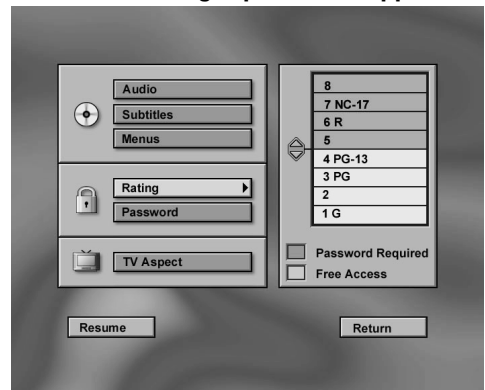 Audio
Subtitles
Menus
Rating
Password
TV Aspect
8
7 NC-17
6 R
5
4 PG-13
3 PG
2
1 G
Password Required
Free Access
Resume
Return